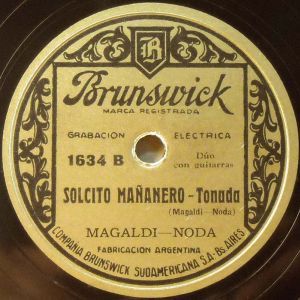 B
Brunswick
MARCA REGISTRADA
GRABACION ELECTRICA
1634 B Dúo
con guitarras
SOLCITO MAÑANERO - Tonada
(Magaldi—Noda)
MAGALDI—NODA
FABRICACION ARGENTINA
COMPAÑIA BRUNSWICK SUDAMERICANA S.A.-Bs.AIRES